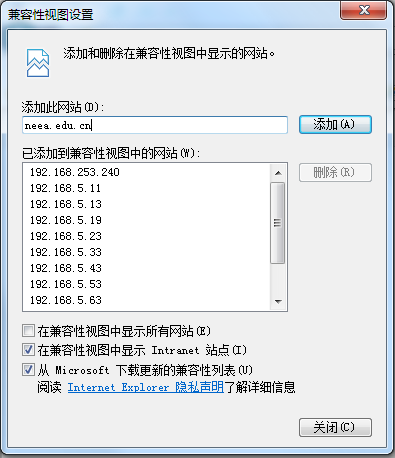 兼容性视图设置
添加和删除在兼容性视图中显示的网站。
添加此网站(D):
neea.edu.cn
添加(A)
已添加到兼容性视图中的网站(W):
192.168.253.240
删除(R)
192.168.5.11
192.168.5.13
192.168.5.19
192.168.5.23
192.168.5.33
192.168.5.43
192.168.5.53
192.168.5.63
在兼容性视图中显示所有网站(E)
在兼容性视图中显示 Intranet 站点(I)
从 Microsoft 下载更新的兼容性列表(U)
阅读 Internet Explorer 隐私声明了解详细信息
关闭(C)